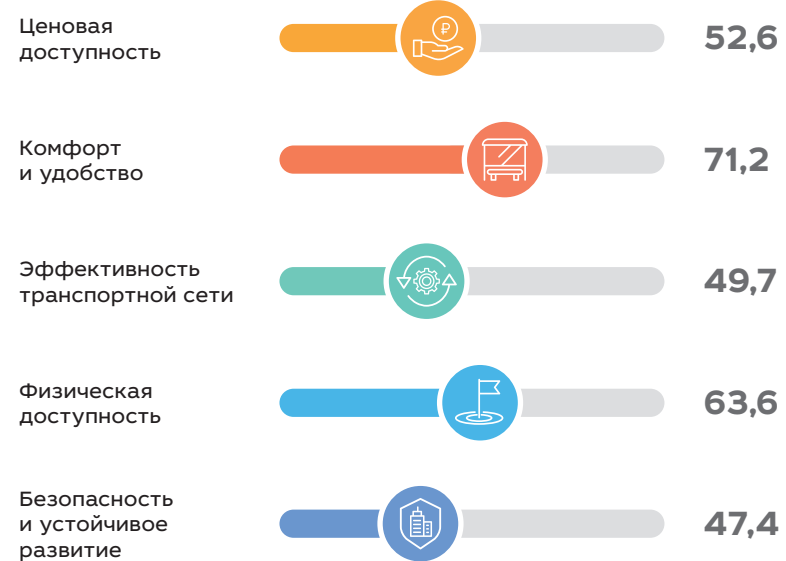 Ценовая
доступность
52,6
Комфорт
и удобство
71,2
Эффективность
транспортной сети
49,7
Физическая
доступность
63,6
Безопасность
и устойчивое
развитие
47,4